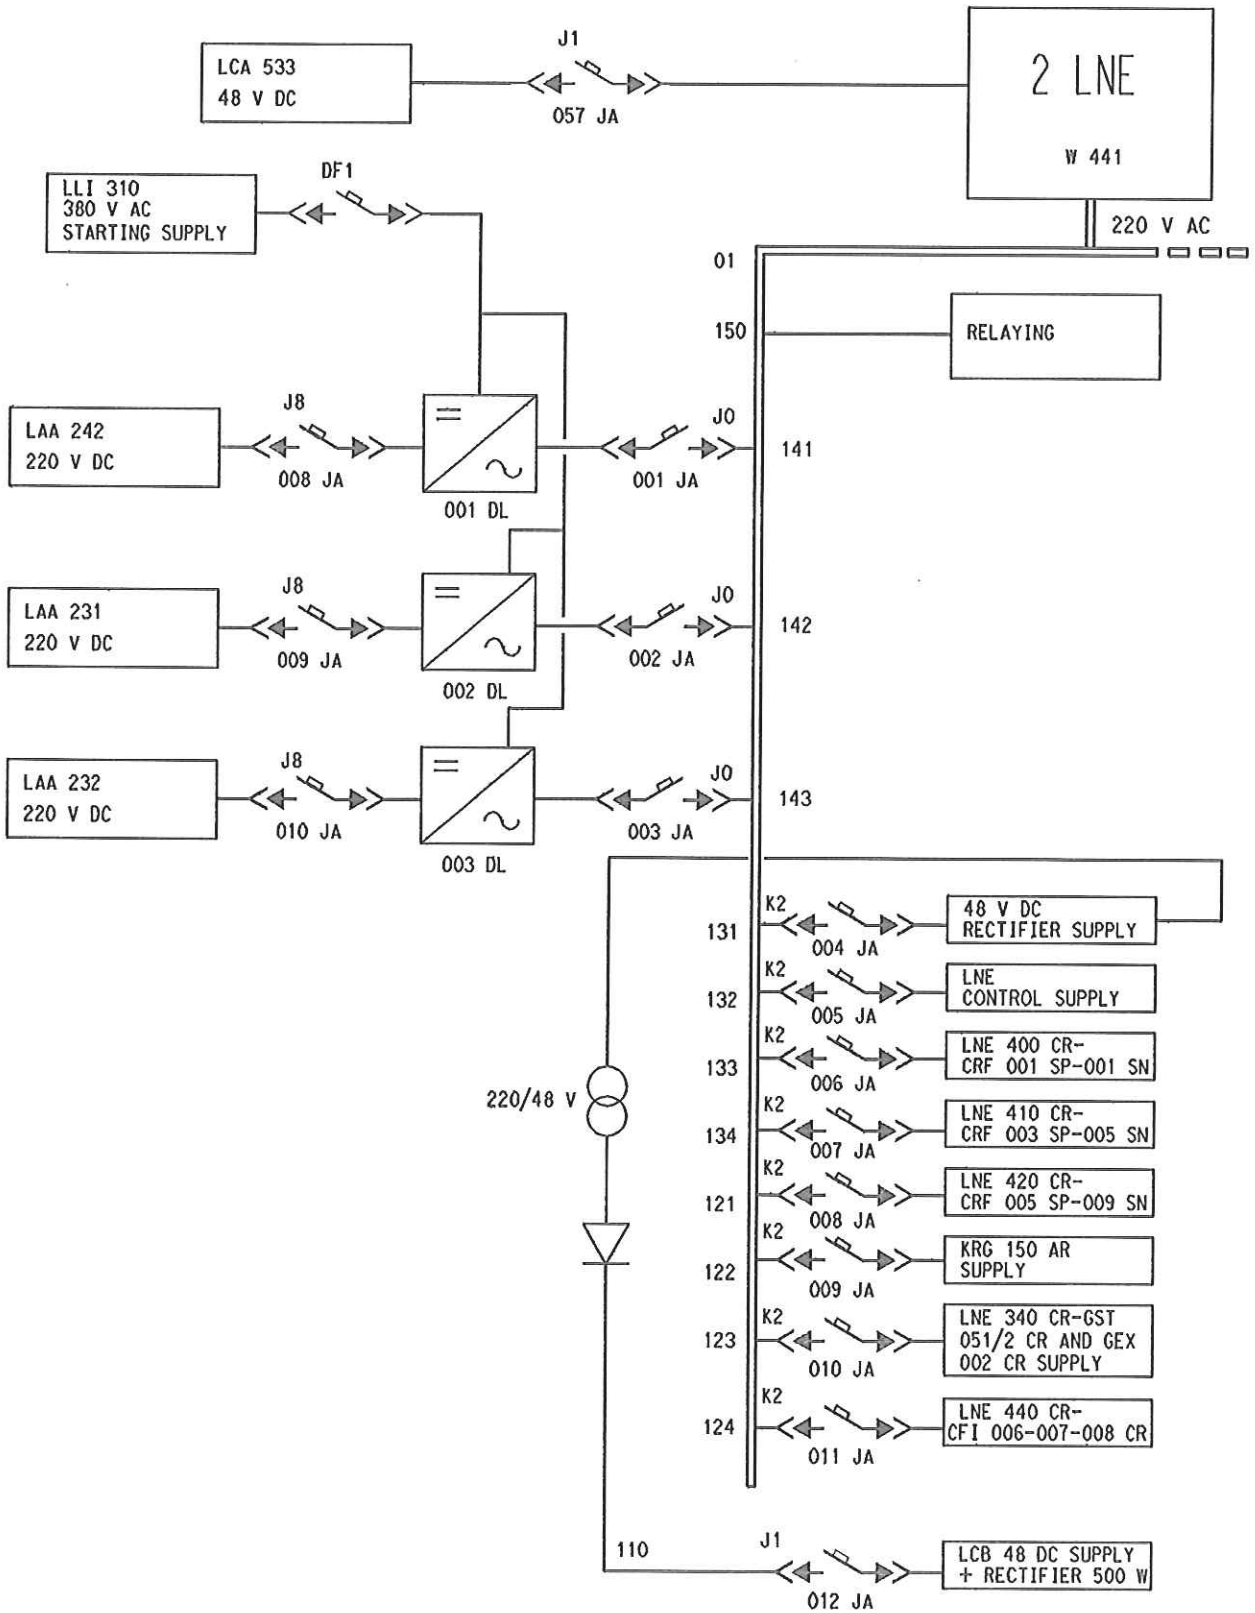 J1
LCA 533
48 V DC
057 JA
2 LNE
W 441
DF1
LLI 310
380 V AC
STARTING SUPPLY
220 V AC
01
150
RELAYING
J8
J0
LAA 242
220 V DC
008 JA
001 JA
141
001 DL
J8
J0
LAA 231
220 V DC
009 JA
002 JA
142
002 DL
J8
J0
LAA 232
220 V DC
010 JA
003 JA
143
003 DL
K2
131
004 JA
48 V DC
RECTIFIER SUPPLY
K2
132
005 JA
LNE
CONTROL SUPPLY
K2
133
006 JA
LNE 400 CR-
CRF 001 SP-001 SN
220/48 V
K2
134
007 JA
LNE 410 CR-
CRF 003 SP-005 SN
K2
121
008 JA
LNE 420 CR-
CRF 005 SP-009 SN
K2
122
009 JA
KRG 150 AR
SUPPLY
K2
123
010 JA
LNE 340 CR-GST
051/2 CR AND GEX
002 CR SUPPLY
K2
124
011 JA
LNE 440 CR-
CFI 006-007-008 CR
110
J1
012 JA
LCB 48 DC SUPPLY
+ RECTIFIER 500 W